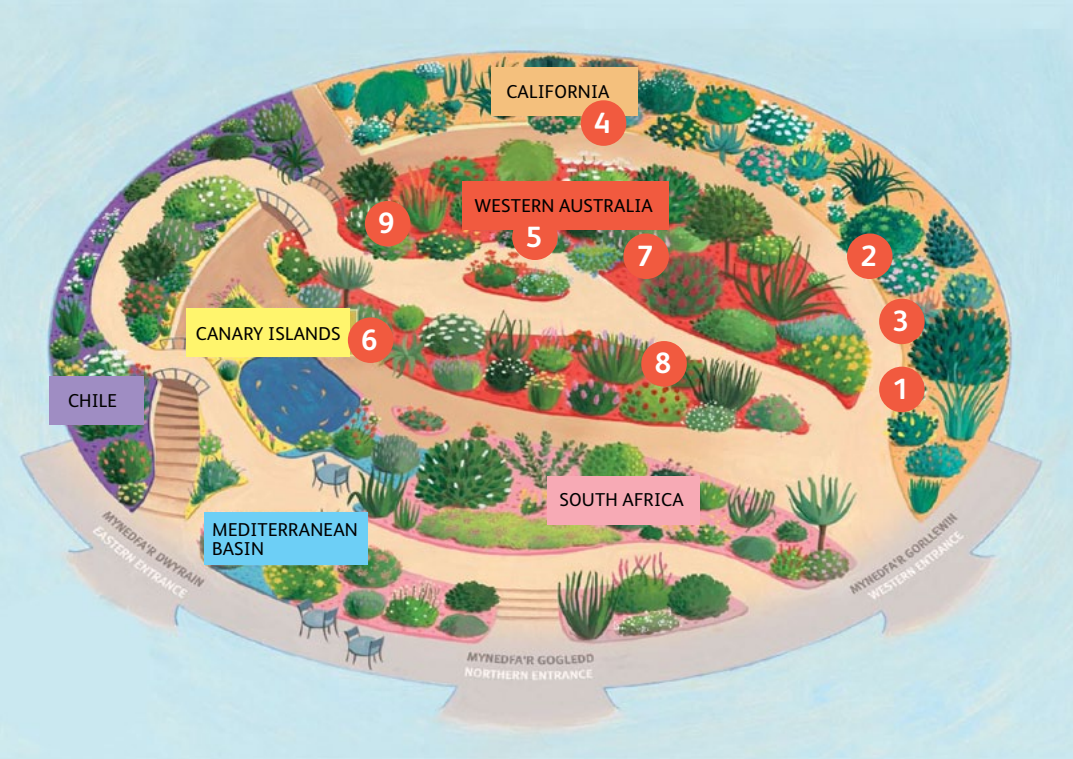 CALIFORNIA
4
WESTERN AUSTRALIA
9
5
7
2
3
CANARY ISLANDS
6
8
1
CHILE
SOUTH AFRICA
MEDITERRANEAN
BASIN
MYNEDFA'R DWYRAIN
EASTERN ENTRANCE
MYNEDFA'R GORLLEWIN
WESTERN ENTRANCE
MYNEDFA'R GOGLEDD
NORTHERN ENTRANCE